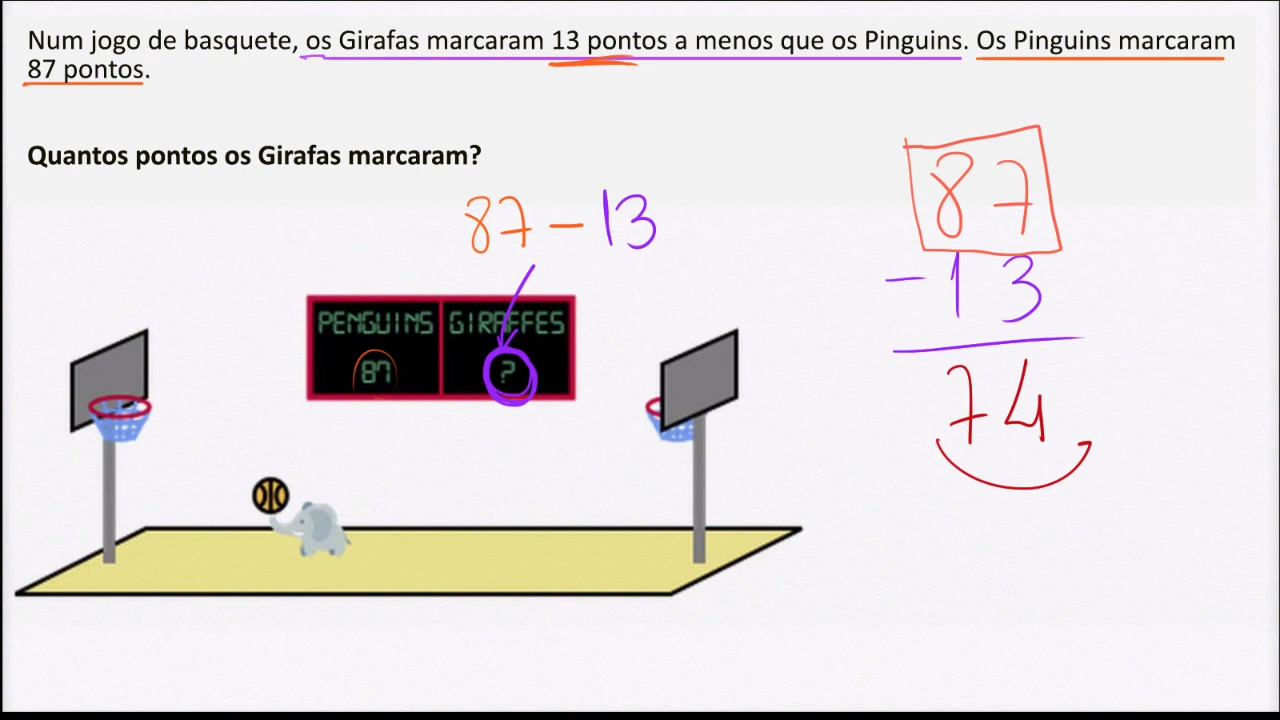 Num jogo de basquete, os Girafas marcaram 13 pontos a menos que os Pinguins. Os Pinguins marcaram
87 pontos.
Quantos pontos os Girafas marcaram?
87 - 13
PENGUINS GIRAFFES
87 ?
87
-13
74